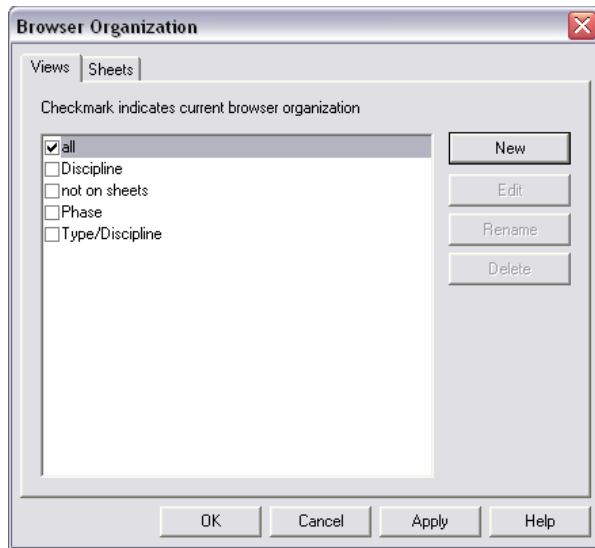 Browser Organization
Views
Sheets
Checkmark indicates current browser organization
all
Discipline
not on sheets
Phase
Type/Discipline
New
Edit
Rename
Delete
OK
Cancel
Apply
Help